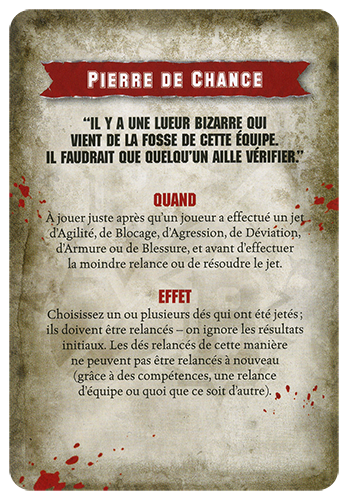 Pierre de Chance
“IL Y A UNE LUEUR BIZARRE QUI
VIENT DE LA FOSSE DE CETTE ÉQUIPE.
IL FAUDRAIT QUE QUELQU’UN AILLE VÉRIFIER.”
QUAND
À jouer juste après qu’un joueur a effectué un jet
d’Agilité, de Blocage, d’Agression, de Déviation,
d’Armure ou de Blessure, et avant d’effectuer
la moindre relance ou de résoudre le jet.
EFFET
Choisissez un ou plusieurs dés qui ont été jetés ;
ils doivent être relancés – on ignore les résultats
initiaux. Les dés relancés de cette manière
ne peuvent pas être relancés à nouveau
(grâce à des compétences, une relance
d’équipe ou quoi que ce soit d’autre).